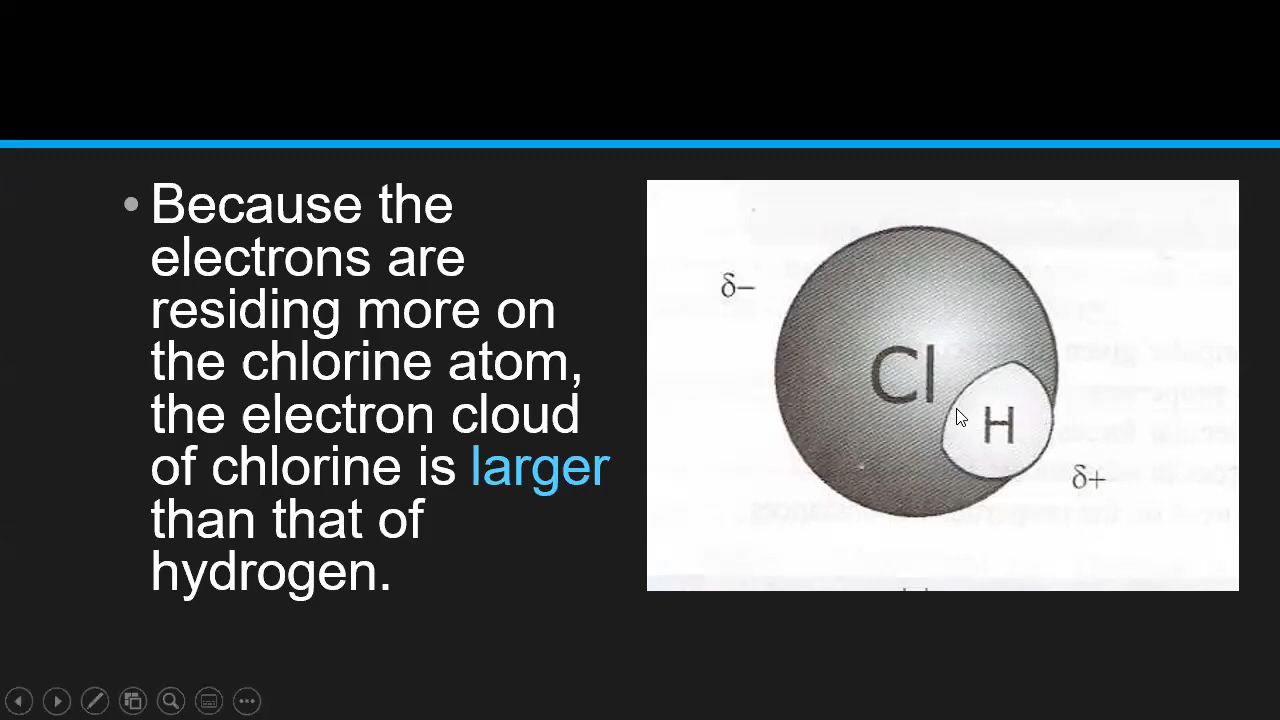 • Because the
electrons are
residing more on
the chlorine atom,
the electron cloud
of chlorine is larger
than that of
hydrogen.
δ−
Cl
H
δ+